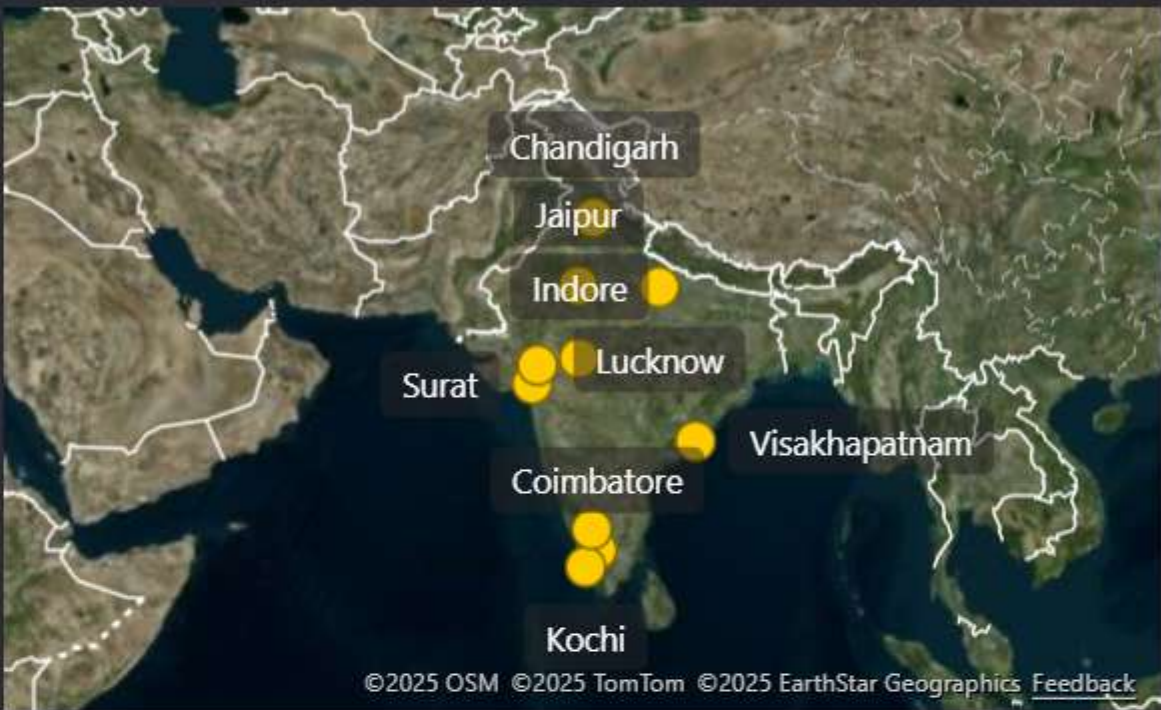 Chandigarh
Jaipur
Indore
Lucknow
Surat
Visakhapatnam
Coimbatore
Kochi
©2025 OSM ©2025 TomTom ©2025 EarthStar Geographics Feedback